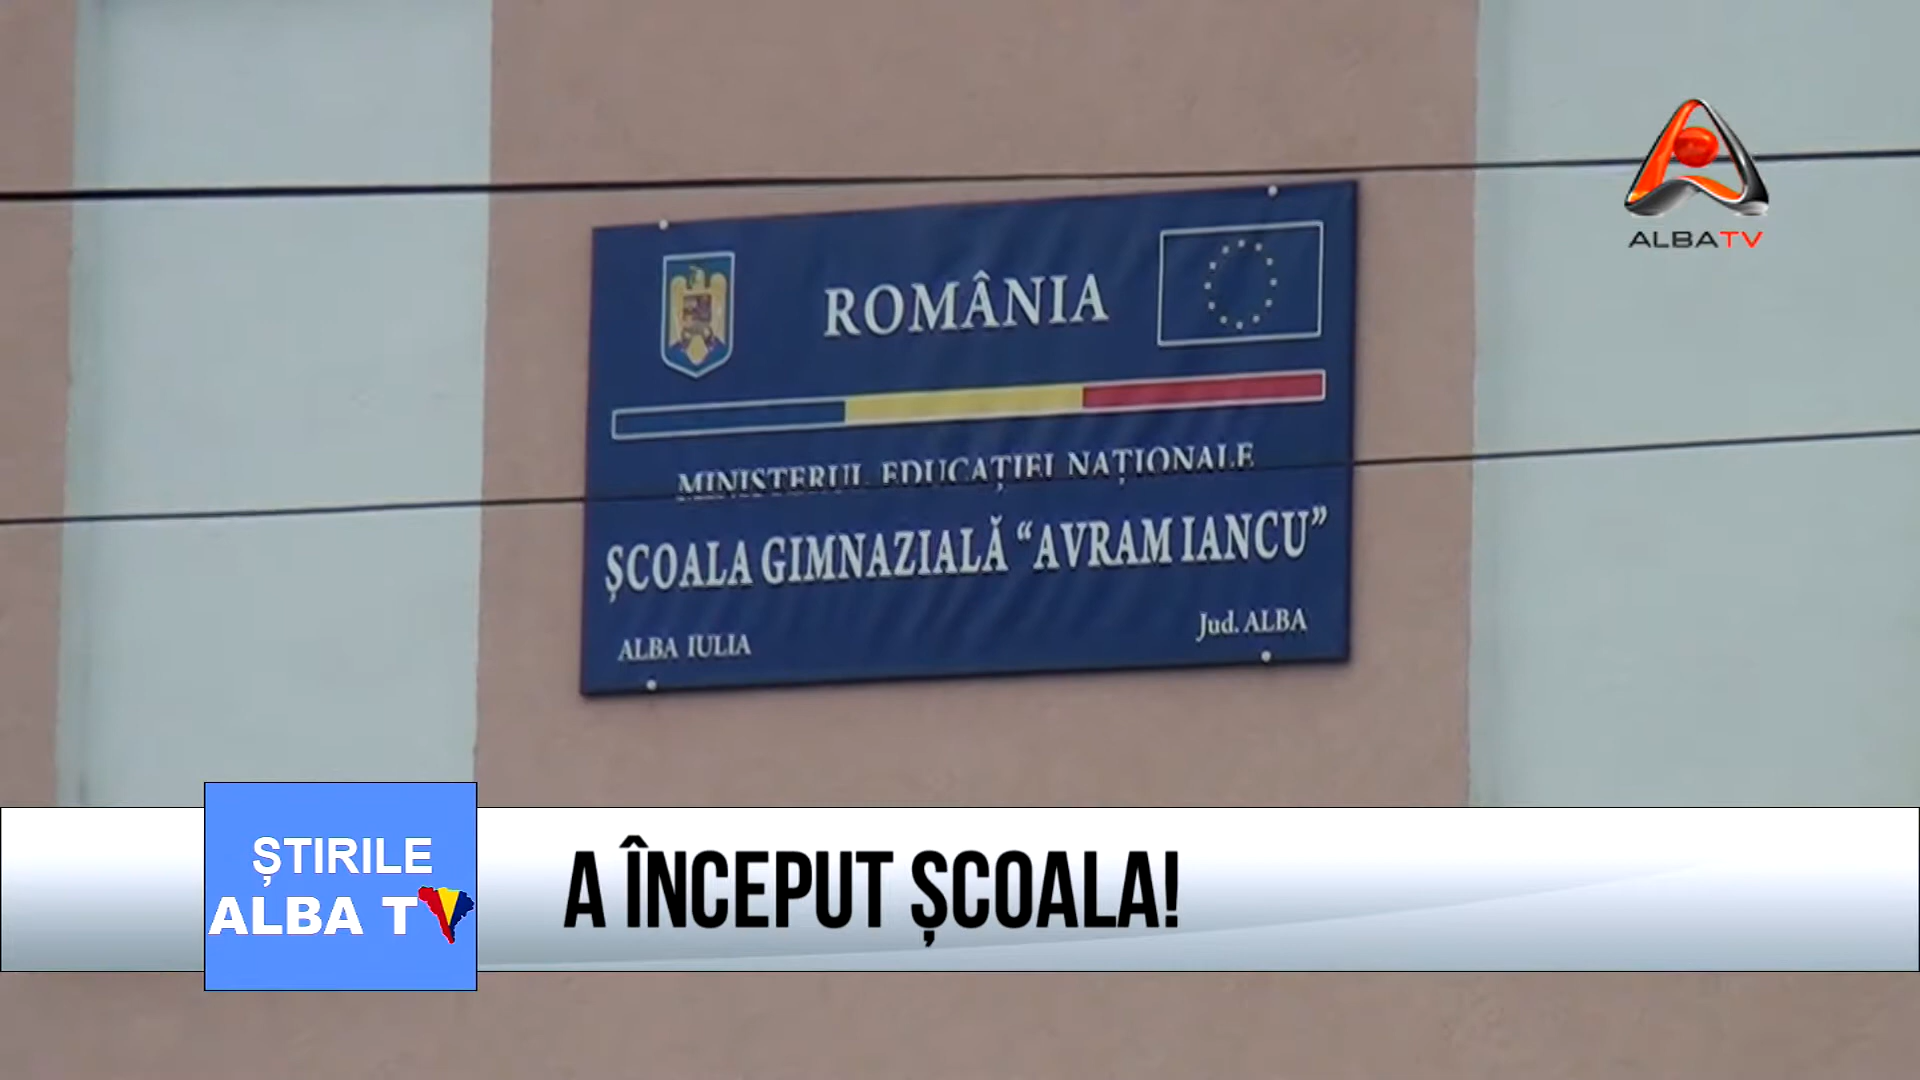 ALBATV
ROMÂNIA
MINISTERUL EDUCAȚIEI NAȚIONALE
ȘCOALA GIMNAZIALĂ “AVRAM IANCU”
ALBA IULIA
Jud. ALBA
ȘTIRILE
ALBA TV
A ÎNCEPUT ȘCOALA!